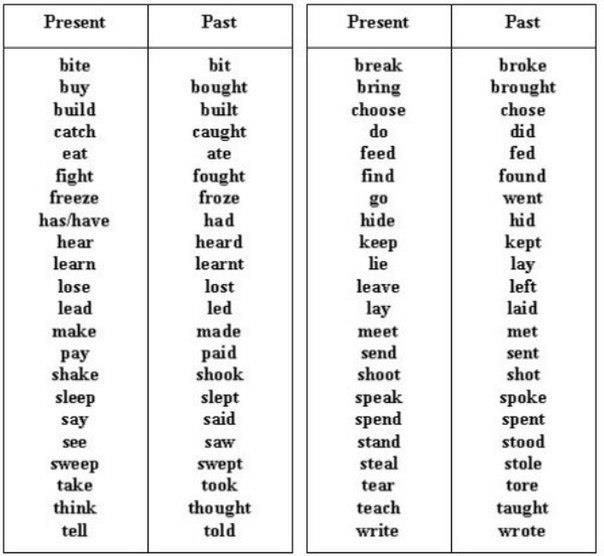 Present Past Present Past
bite bit break broke
buy bought bring brought
build built choose chose
catch caught do did
eat ate feed fed
fight fought find found
freeze froze go went
has/have had hide hid
hear heard keep kept
learn learnt lie lay
lose lost leave left
lead led lay laid
make made meet met
pay paid send sent
shake shook shoot shot
sleep slept speak spoke
say said spend spent
see saw stand stood
sweep swept steal stole
take took tear tore
think thought teach taught
tell told write wrote